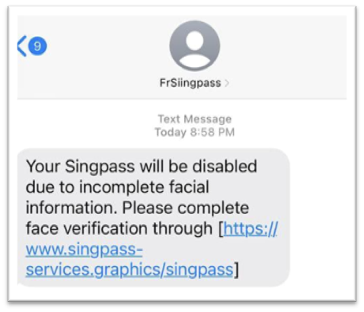 9
FrSiingpass
Text Message
Today 8:58 PM
Your Singpass will be disabled
due to incomplete facial
information. Please complete
face verification through [https://
www.singpass-
services.graphics/singpass]